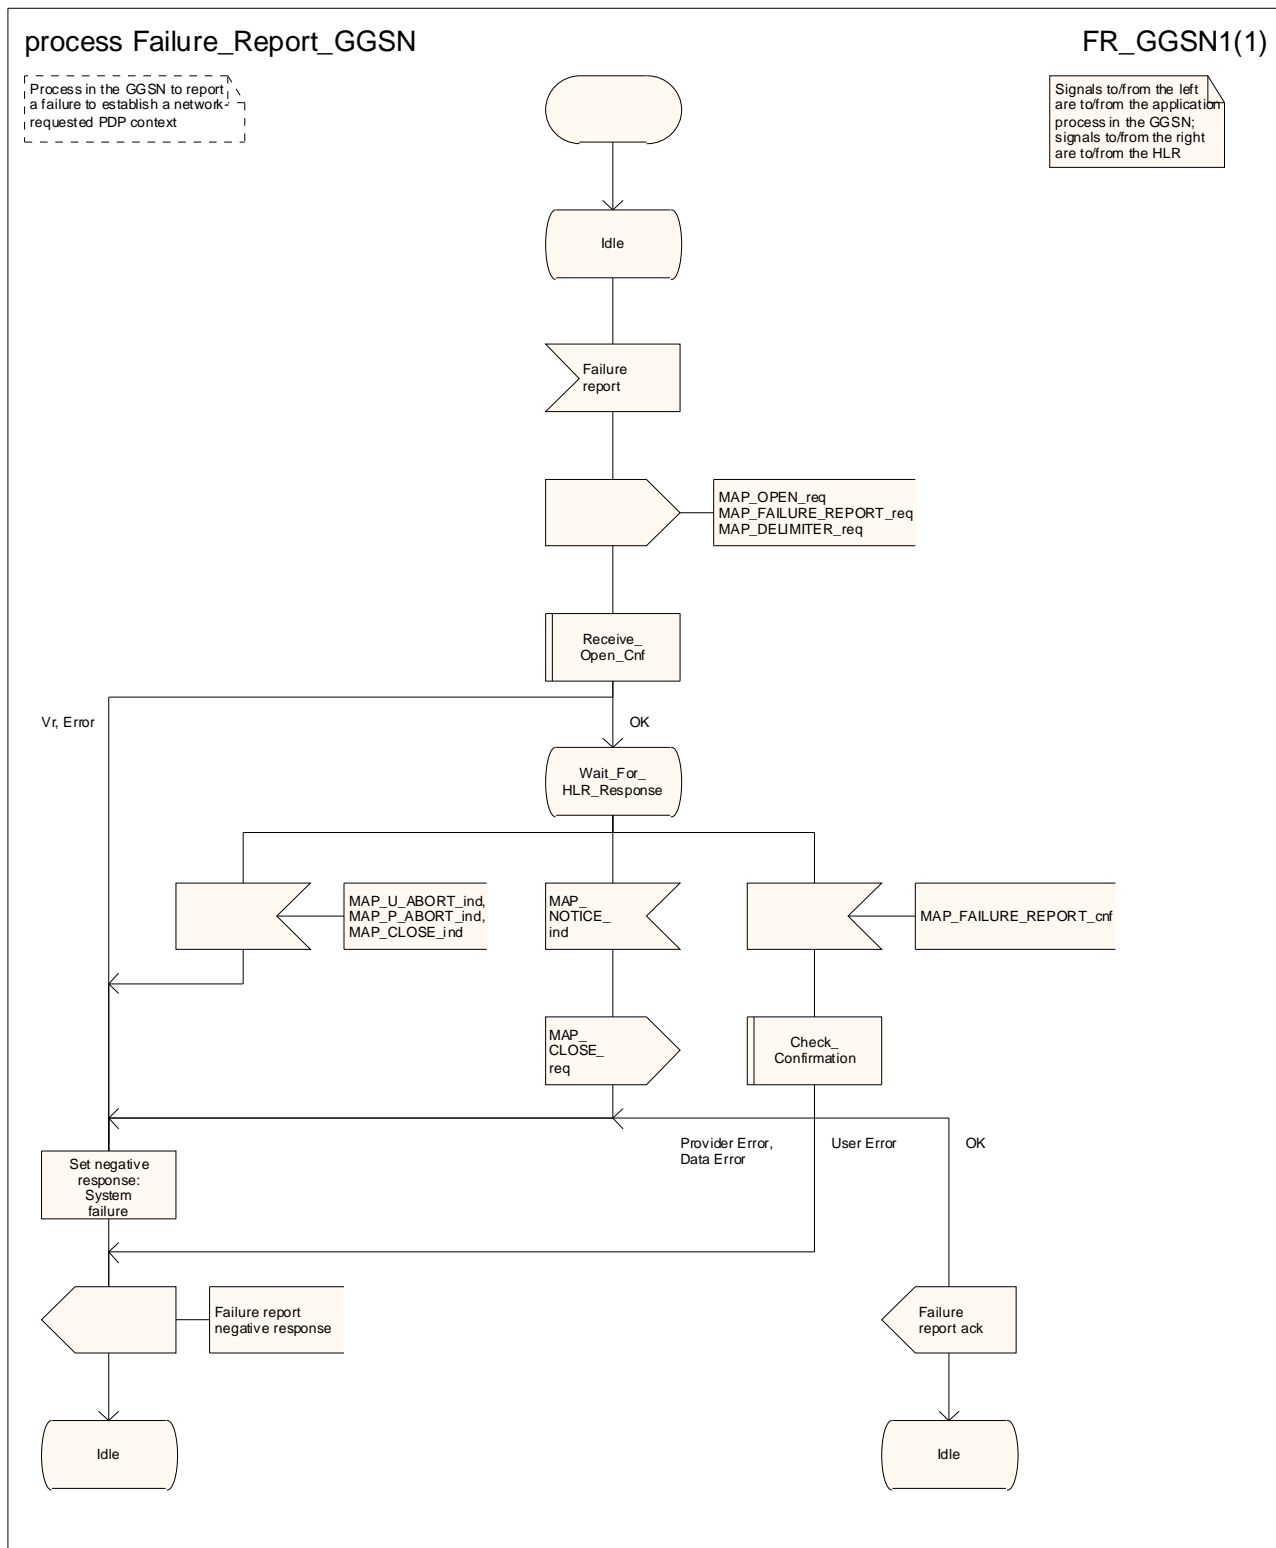 process Failure_Report_GGSN
FR_GGSN1(1)
Process in the GGSN to report
a failure to establish a network-
requested PDP context
Signals to/from the left
are to/from the application
process in the GGSN;
signals to/from the right
are to/from the HLR
Idle
Failure
report
MAP_OPEN_req
MAP_FAILURE_REPORT_req
MAP_DELIMITER_req
Receive_
Open_Cnf
Vr, Error
OK
Wait_For_
HLR_Response
MAP_U_ABORT_ind,
MAP_P_ABORT_ind,
MAP_CLOSE_ind
MAP_
NOTICE_
ind
MAP_FAILURE_REPORT_cnf
MAP_
CLOSE_
req
Check_
Confirmation
Provider Error,
Data Error
User Error
OK
Set negative
response:
System
failure
Failure report
negative response
Failure
report ack
Idle
Idle